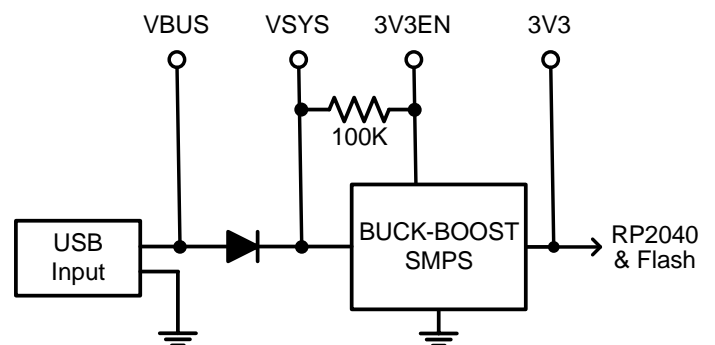 VBUS VSYS 3V3EN 3V3
100K
USB
Input
BUCK-BOOST
SMPS
RP2040
& Flash